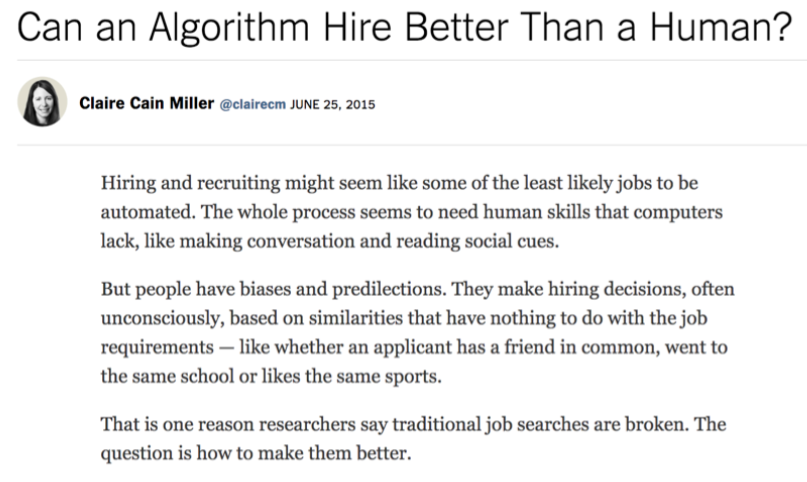 Can an Algorithm Hire Better Than a Human?
Claire Cain Miller @clairecm JUNE 25, 2015
Hiring and recruiting might seem like some of the least likely jobs to be
automated. The whole process seems to need human skills that computers
lack, like making conversation and reading social cues.
But people have biases and predilections. They make hiring decisions, often
unconsciously, based on similarities that have nothing to do with the job
requirements — like whether an applicant has a friend in common, went to
the same school or likes the same sports.
That is one reason researchers say traditional job searches are broken. The
question is how to make them better.